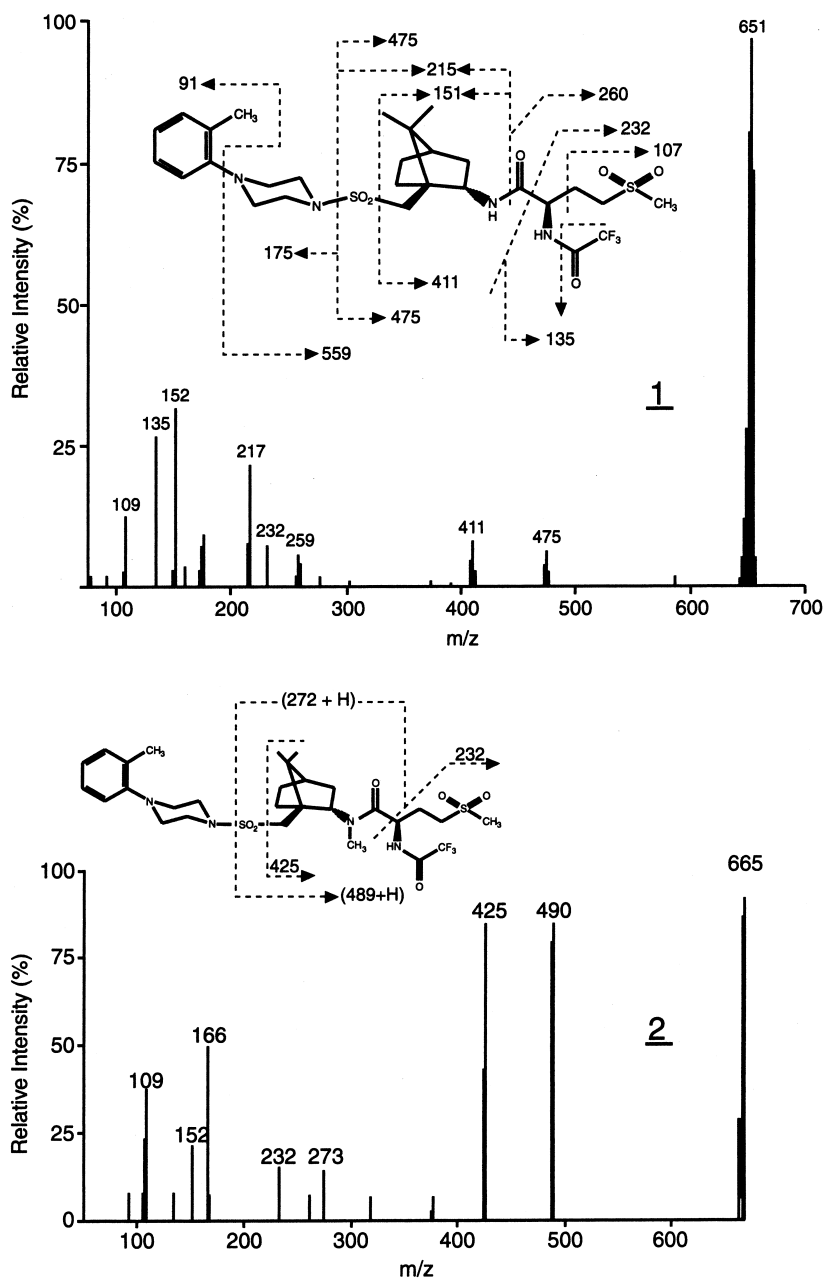 100
75
50
25
Relative Intensity (%)
651
475
215
151
91
260
232
107
CH3
O
O
O
N
N
SO2
N
H
S
CH3
HN
CF3
O
175
411
475
135
559
1
152
135
217
109
232
259
411
475
100 200 300 400 500 600 700
m/z
(272 + H)
232
CH3
O
O
O
N
N
SO2
N
S
CH3
CH3
HN
CF3
O
425
(489+H)
100
75
50
25
0
Relative Intensity (%)
665
425
490
2
166
109
152
232
273
100 200 300 400 500 600
m/z